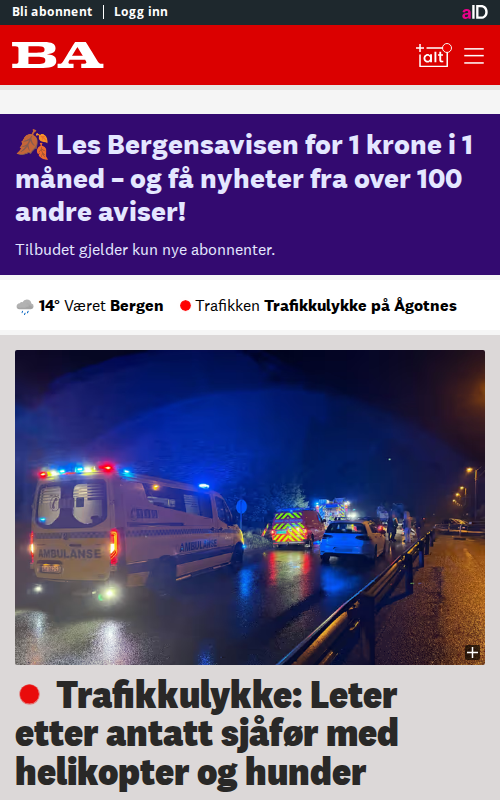 Bli abonnent | Logg inn
aID
BA
+alt
🍂 Les Bergensavisen for 1 krone i 1
måned – og få nyheter fra over 100
andre aviser!
Tilbudet gjelder kun nye abonnenter.
14° Været Bergen
Trafikken Trafikkulykke på Ågotnes
AMBULANSE
AMBULANSE
Trafikkulykke: Leter
etter antatt sjåfør med
helikopter og hunder